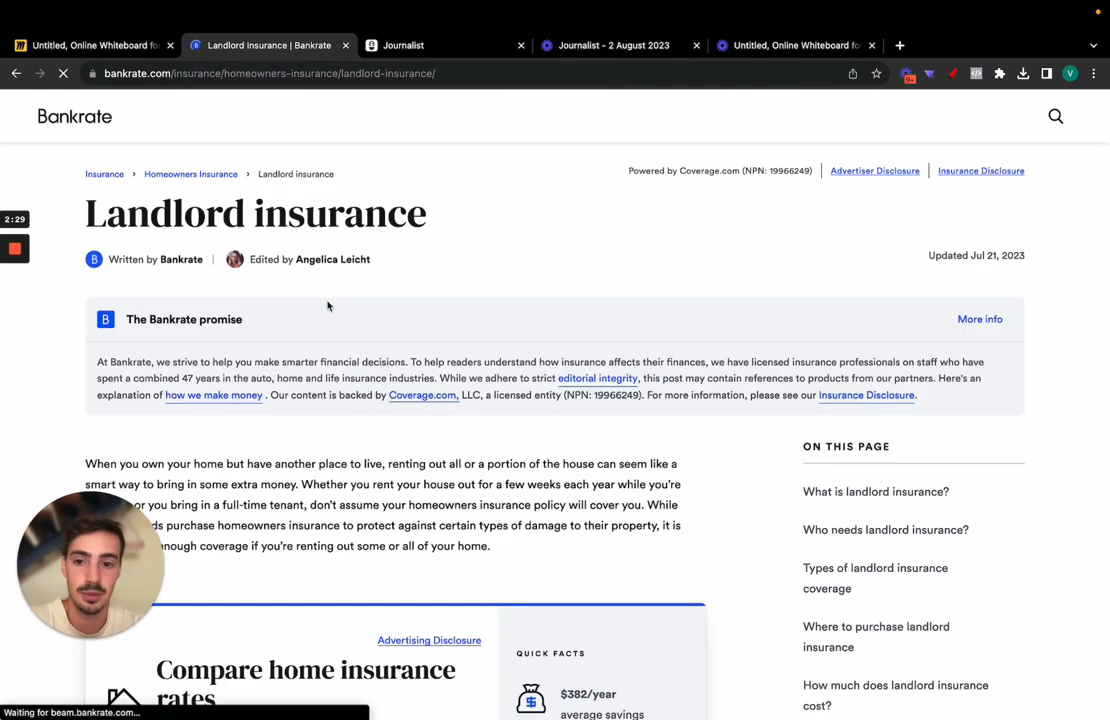 Untitled, Online Whiteboard fo
Landlord Insurance | Bankrate
Journalist
Journalist - 2 August 2023
Untitled, Online Whiteboard fo
bankrate.com/insurance/homeowners-insurance/landlord-insurance/
94
V
Bankrate
Insurance > Homeowners Insurance > Landlord insurance
Powered by Coverage.com (NPN: 19966249) | Advertiser Disclosure | Insurance Disclosure
2:29
Landlord insurance
B Written by Bankrate | Edited by Angelica Leicht
Updated Jul 21, 2023
B The Bankrate promise
More info
At Bankrate, we strive to help you make smarter financial decisions. To help readers understand how insurance affects their finances, we have licensed insurance professionals on staff who have
spent a combined 47 years in the auto, home and life insurance industries. While we adhere to strict editorial integrity, this post may contain references to products from our partners. Here's an
explanation of how we make money . Our content is backed by Coverage.com, LLC, a licensed entity (NPN: 19966249). For more information, please see our Insurance Disclosure.
When you own your home but have another place to live, renting out all or a portion of the house can seem like a
smart way to bring in some extra money. Whether you rent your house out for a few weeks each year while you're
or you bring in a full-time tenant, don't assume your homeowners insurance policy will cover you. While
ds purchase homeowners insurance to protect against certain types of damage to their property, it is
enough coverage if you're renting out some or all of your home.
ON THIS PAGE
What is landlord insurance?
Who needs landlord insurance?
Types of landlord insurance
coverage
Where to purchase landlord
insurance
How much does landlord insurance
cost?
Advertising Disclosure
Compare home insurance
rates
QUICK FACTS
$382/year
average savings
Waiting for beam.bankrate.com...